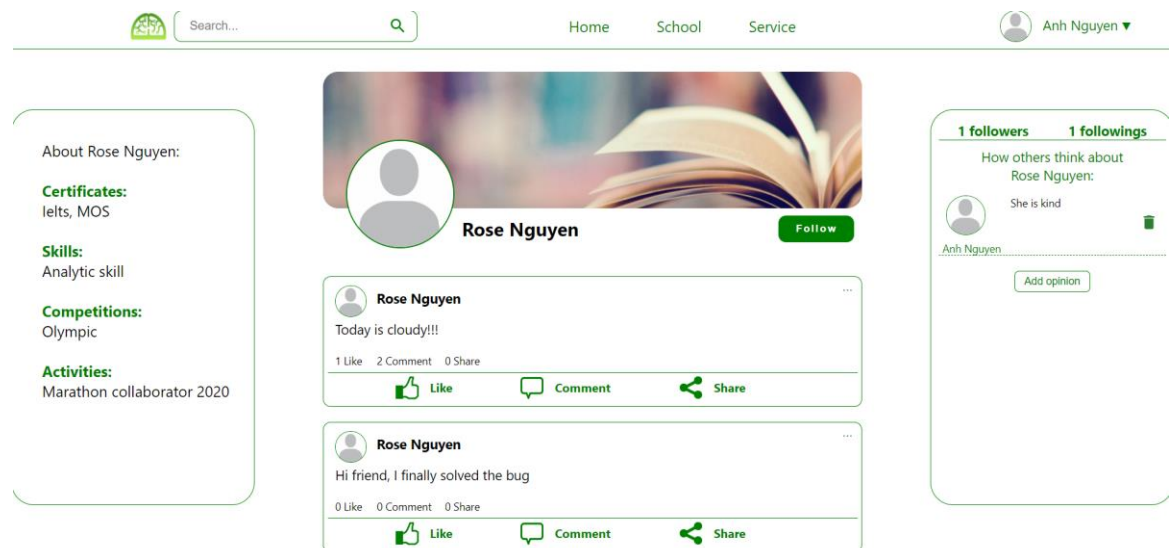 Search...
Home
School
Service
Anh Nguyen ▼
About Rose Nguyen:
Certificates:
Ielts, MOS
Skills:
Analytic skill
Competitions:
Olympic
Activities:
Marathon collaborator 2020
Rose Nguyen
Follow
Rose Nguyen
...
Today is cloudy!!!
1 Like 2 Comment 0 Share
Like
Comment
Share
Rose Nguyen
...
Hi friend, I finally solved the bug
0 Like 0 Comment 0 Share
Like
Comment
Share
1 followers 1 followings
How others think about
Rose Nguyen:
She is kind
Anh Nguyen
Add opinion